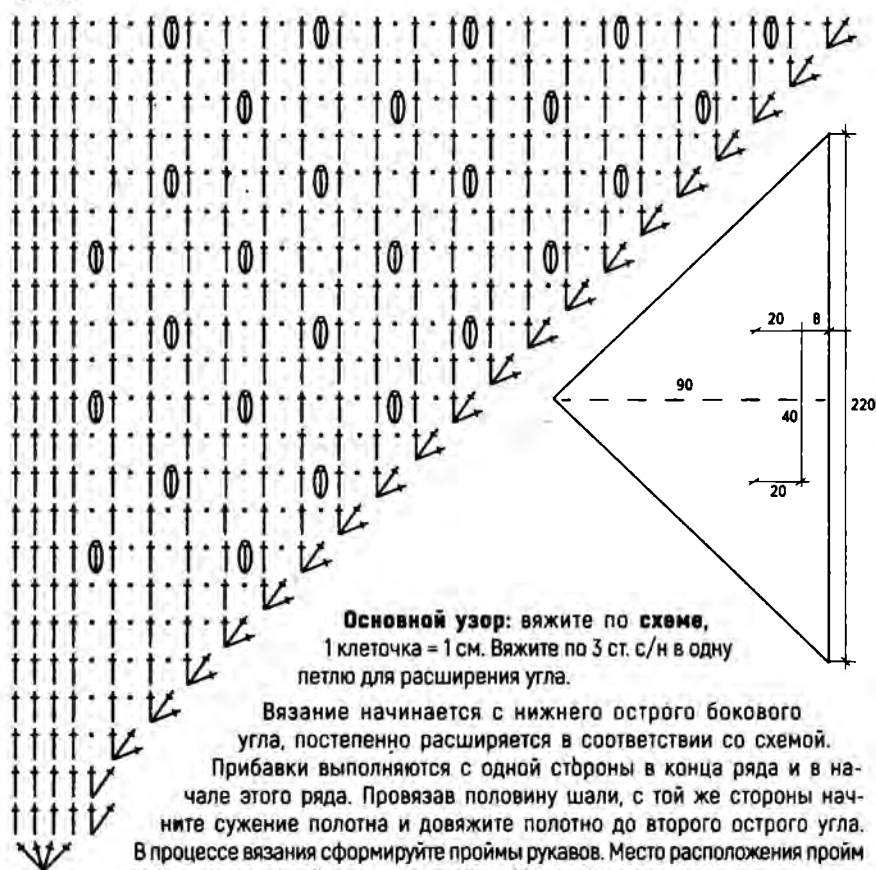 20
8
90
220
40
20
Основной узор: вяжите по схеме,
1 клеточка = 1 см. Вяжите по 3 ст. с/н в одну
петлю для расширения угла.
Вязание начинается с нижнего острого бокового
угла, постепенно расширяется в соответствии со схемой.
Прибавки выполняются с одной стороны в конца ряда и в на-
чале этого ряда. Провязав половину шали, с той же стороны нач-
ните сужение полотна и довяжите полотно до второго острого угла.
В процессе вязания сформируйте проймы рукавов. Место расположения пройм